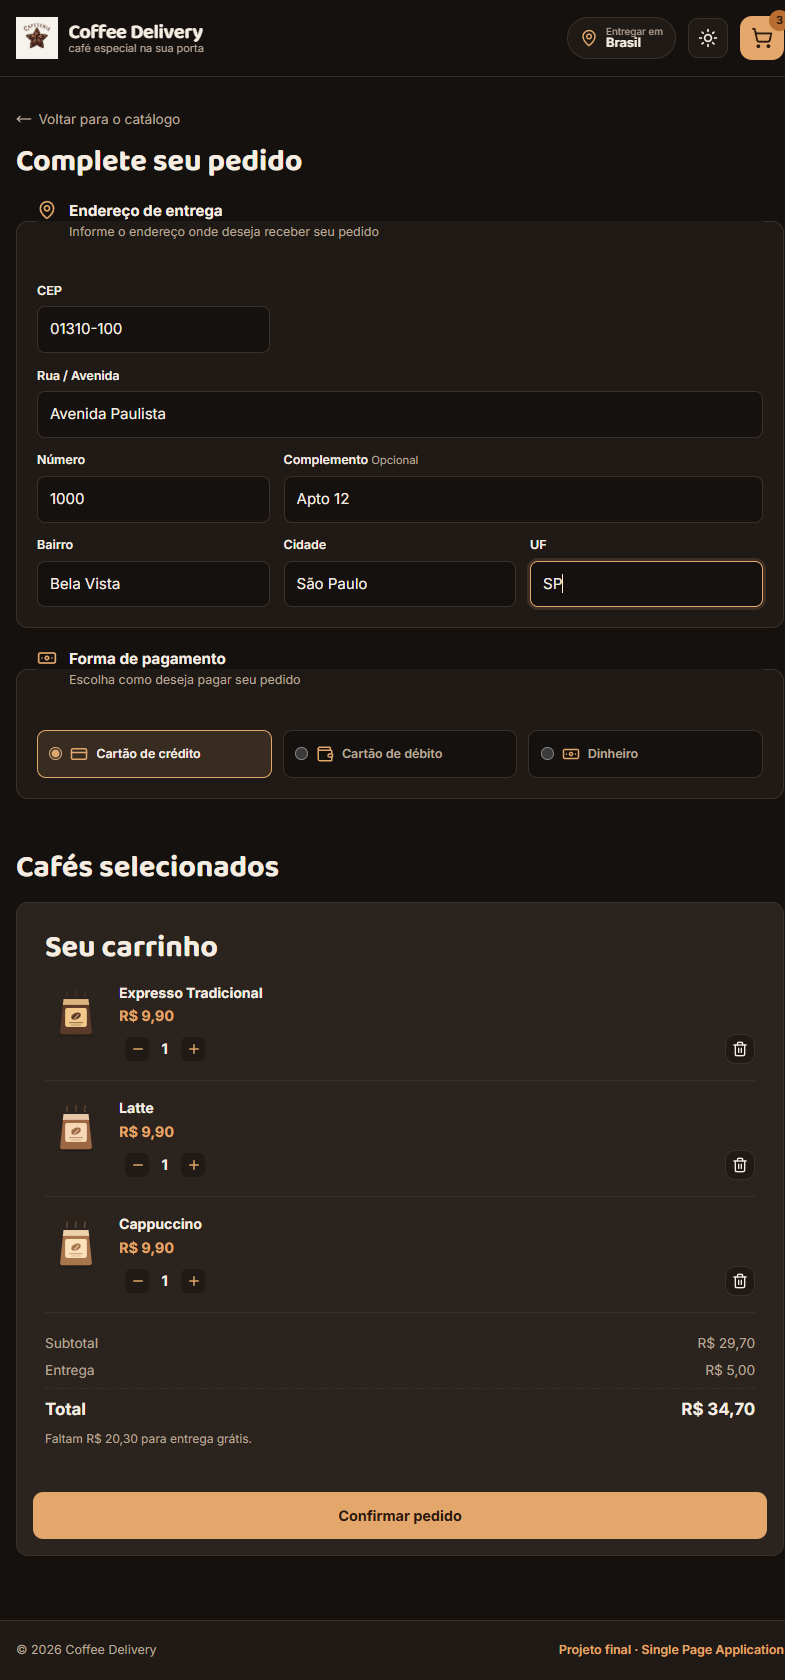 CAFETERIA
Coffee Delivery
café especial na sua porta
Entregar em
Brasil
3
← Voltar para o catálogo
Complete seu pedido
Endereço de entrega
Informe o endereço onde deseja receber seu pedido
CEP
01310-100
Rua / Avenida
Avenida Paulista
Número
Complemento Opcional
1000
Apto 12
Bairro
Cidade
UF
Bela Vista
São Paulo
SP
Forma de pagamento
Escolha como deseja pagar seu pedido
Cartão de crédito
Cartão de débito
Dinheiro
Cafés selecionados
Seu carrinho
Expresso Tradicional
R$ 9,90
− 1 +
Latte
R$ 9,90
− 1 +
Cappuccino
R$ 9,90
− 1 +
Subtotal R$ 29,70
Entrega R$ 5,00
Total R$ 34,70
Faltam R$ 20,30 para entrega grátis.
Confirmar pedido
© 2026 Coffee Delivery
Projeto final · Single Page Application